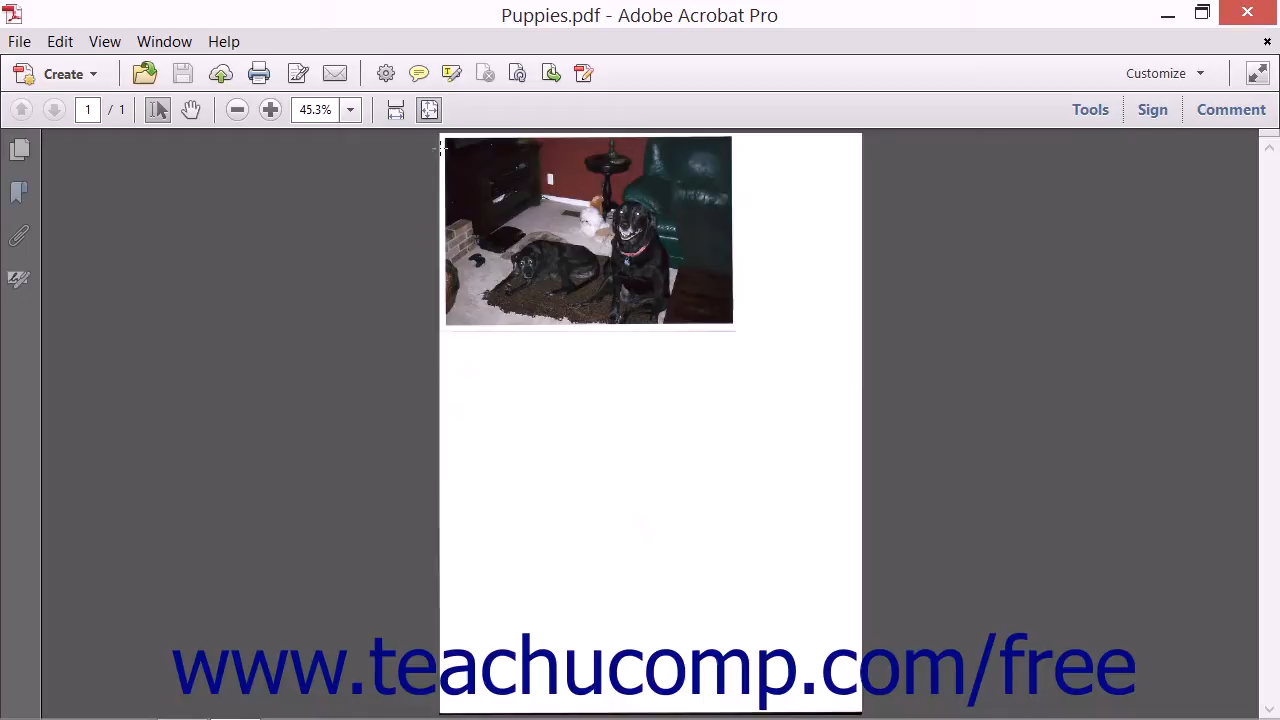 Puppies.pdf - Adobe Acrobat Pro
File Edit View Window Help
Create Customize
1 / 1 45.3% Tools Sign Comment
www.teachucomp.com/free